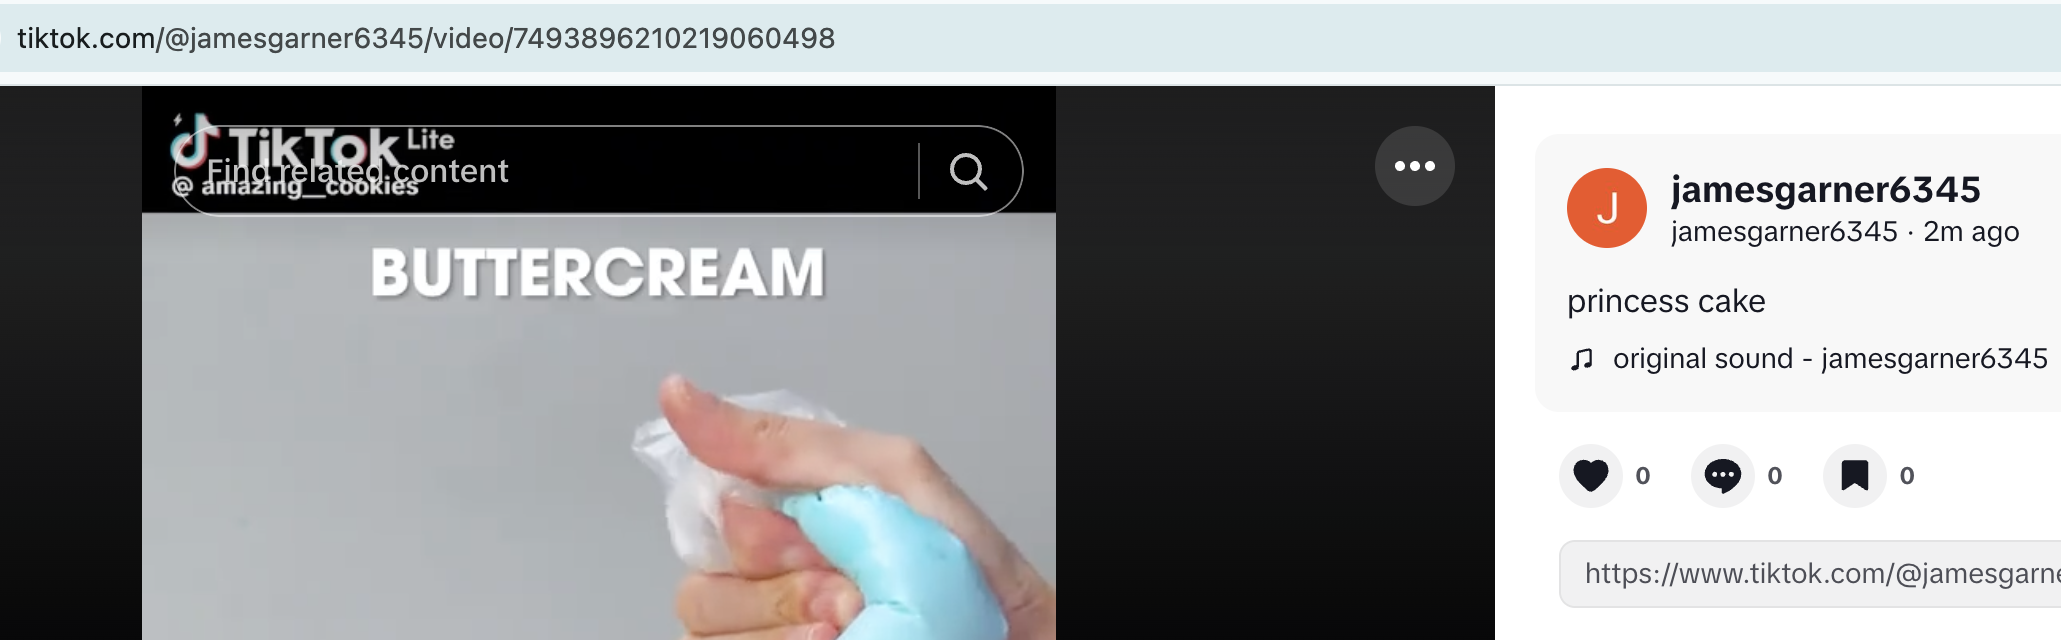 tiktok.com/@jamesgarner6345/video/7493896210219060498
TikTok Lite
Find related content
@ amazing__cookies
BUTTERCREAM
J
jamesgarner6345
jamesgarner6345 · 2m ago
princess cake
original sound - jamesgarner6345
0
0
0
https://www.tiktok.com/@jamesgarne